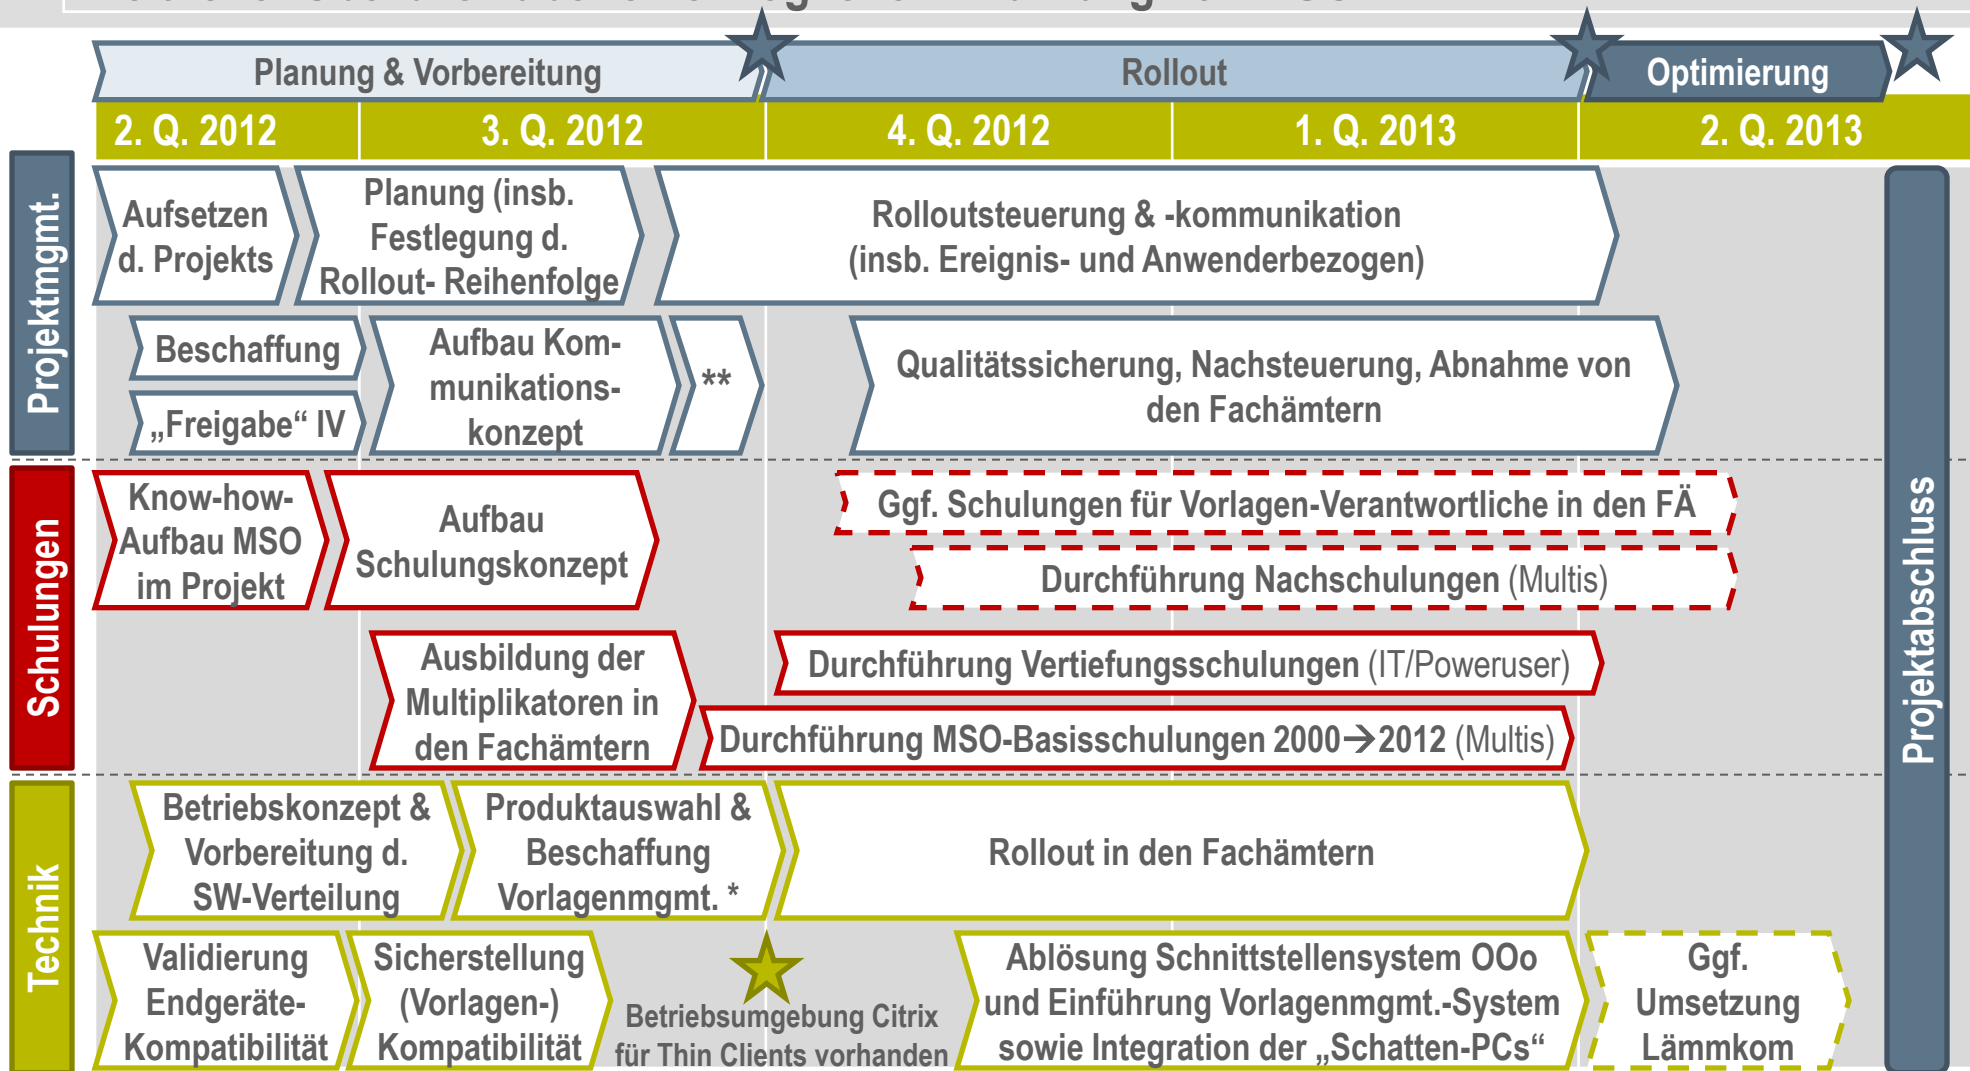 Planung & Vorbereitung
Rollout
Optimierung
2. Q. 2012
3. Q. 2012
4. Q. 2012
1. Q. 2013
2. Q. 2013
Projektmgmt.
Aufsetzen
d. Projekts
Planung (insb.
Festlegung d.
Rollout- Reihenfolge
Rolloutsteuerung & -kommunikation
(insb. Ereignis- und Anwenderbezogen)
Beschaffung
„Freigabe“ IV
Aufbau Kom-
munikations-
konzept
**
Qualitätssicherung, Nachsteuerung, Abnahme von
den Fachämtern
Schulungen
Know-how-
Aufbau MSO
im Projekt
Aufbau
Schulungskonzept
Ggf. Schulungen für Vorlagen-Verantwortliche in den FÄ
Durchführung Nachschulungen (Multis)
Ausbildung der
Multiplikatoren in
den Fachämtern
Durchführung Vertiefungsschulungen (IT/Poweruser)
Durchführung MSO-Basisschulungen 2000→2012 (Multis)
Technik
Betriebskonzept &
Vorbereitung d.
SW-Verteilung
Produktauswahl &
Beschaffung
Vorlagenmgmt. *
Rollout in den Fachämtern
Validierung
Endgeräte-
Kompatibilität
Sicherstellung
(Vorlagen-)
Kompatibilität
Betriebsumgebung Citrix
für Thin Clients vorhanden
Ablösung Schnittstellensystem OOo
und Einführung Vorlagenmgmt.-System
sowie Integration der „Schatten-PCs“
Ggf.
Umsetzung
Lämmkom
Projektabschluss